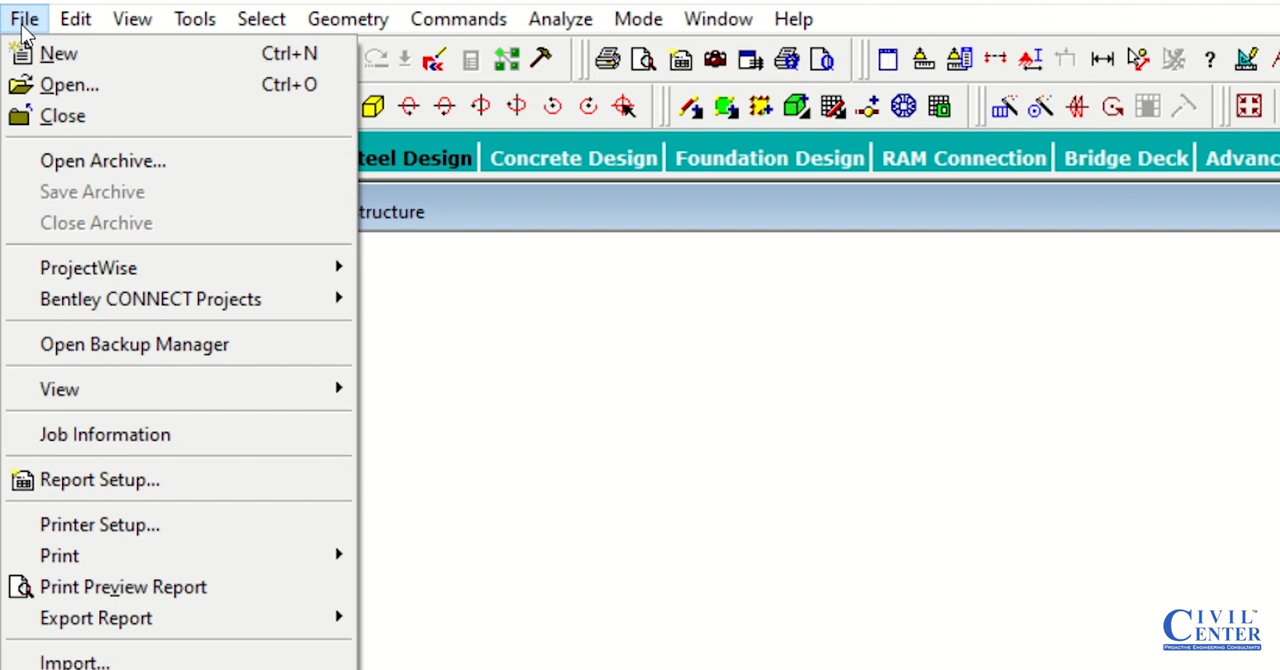 File Edit View Tools Select Geometry Commands Analyze Mode Window Help
New Ctrl+N
Open... Ctrl+O
Close
teel Design Concrete Design Foundation Design RAM Connection Bridge Deck Advanc
Open Archive...
Save Archive
Close Archive
tructure
ProjectWise
Bentley CONNECT Projects
Open Backup Manager
View
Job Information
Report Setup...
Printer Setup...
Print
Print Preview Report
Export Report
Import...
CIVIL™
CENTER
PROACTIVE ENGINEERING CONSULTANTS